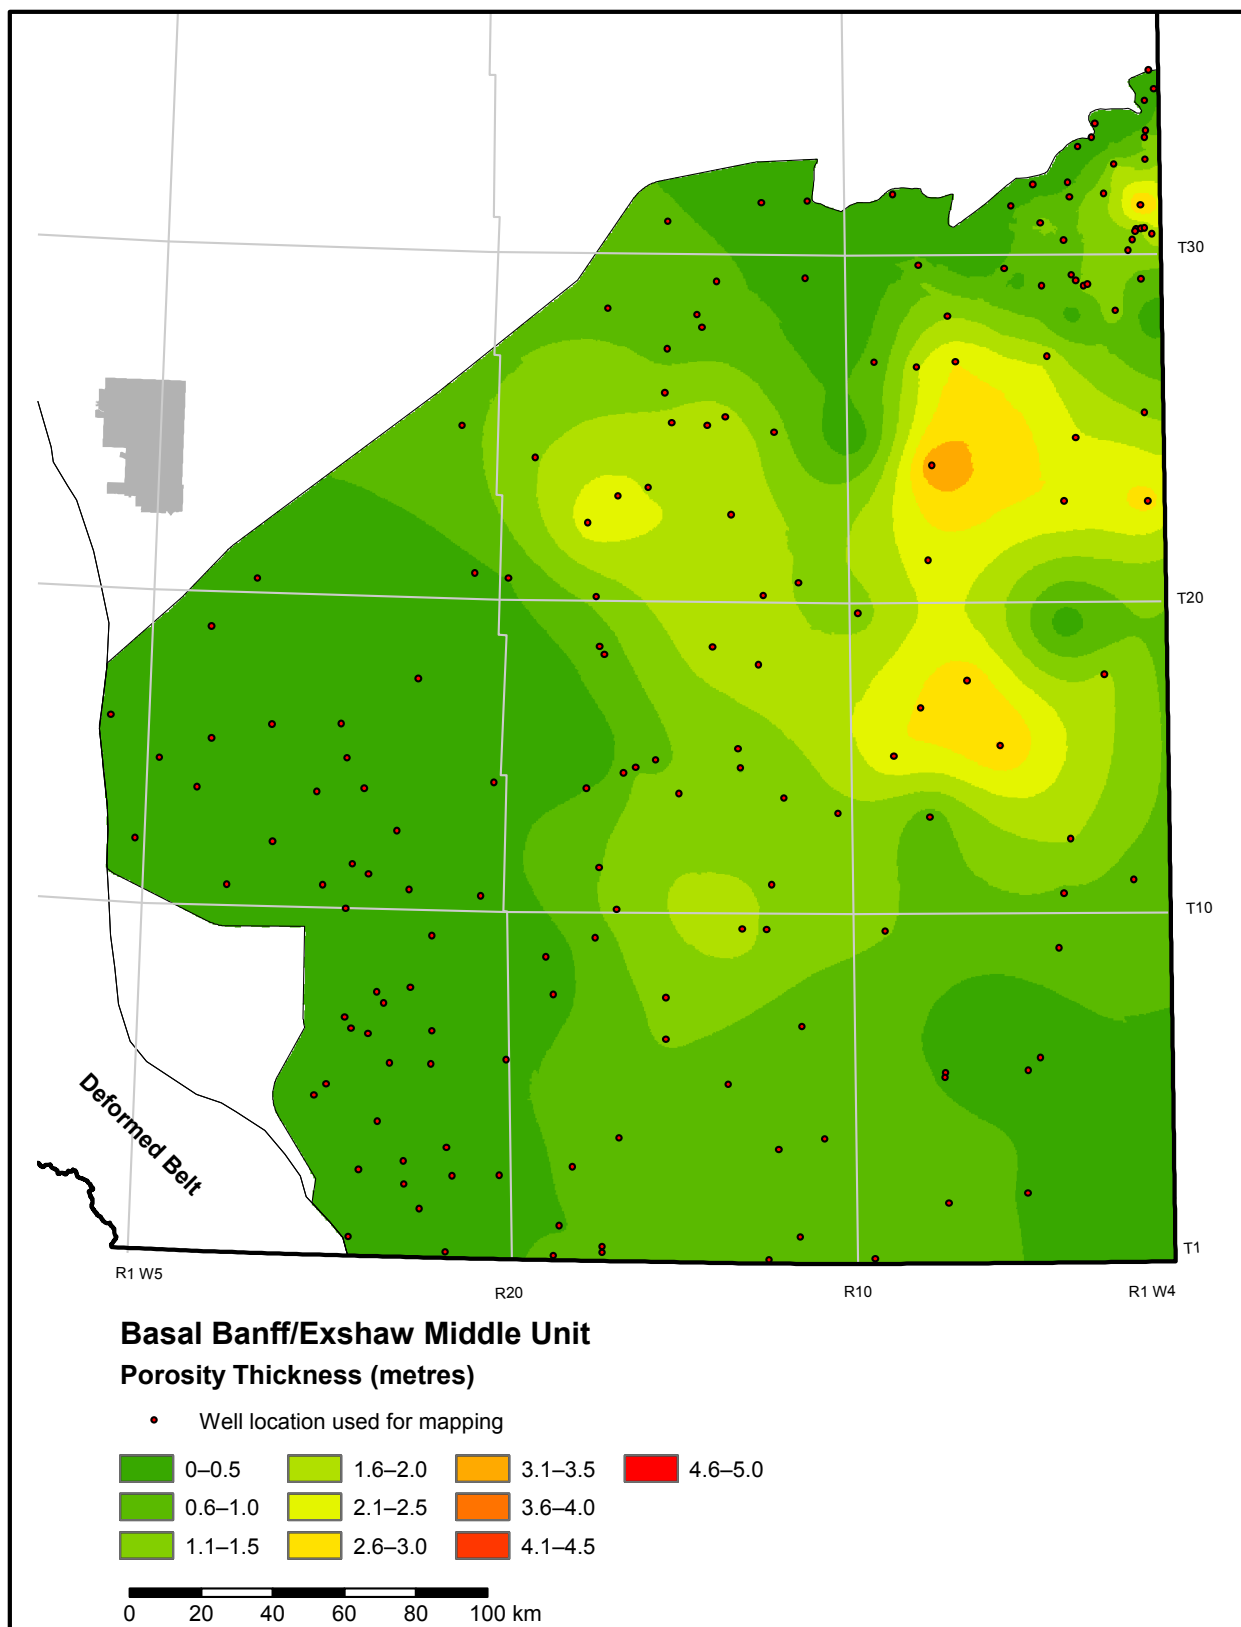 T30
T20
T10
Deformed Belt
T1
R1 W5
R20
R10
R1 W4
Basal Banff/Exshaw Middle Unit
Porosity Thickness (metres)
Well location used for mapping
0–0.5 1.6–2.0 3.1–3.5 4.6–5.0
0.6–1.0 2.1–2.5 3.6–4.0
1.1–1.5 2.6–3.0 4.1–4.5
0 20 40 60 80 100 km